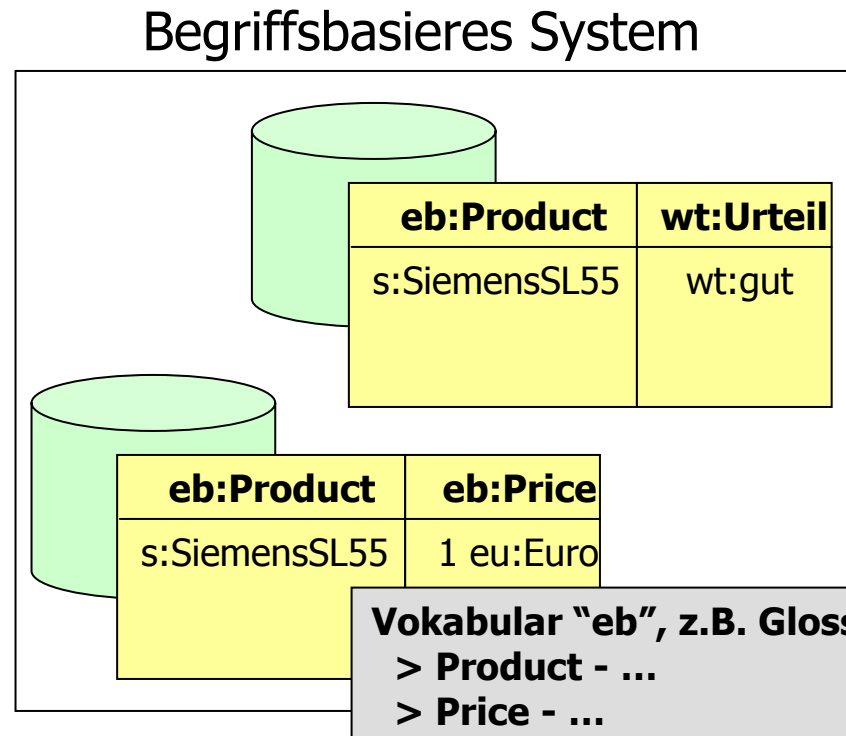 Begriffsbasieres System
eb:Product wt:Urteil
s:SiemensSL55 wt:gut
eb:Product eb:Price
s:SiemensSL55 1 eu:Euro
Vokabular “eb”, z.B. Gloss
> Product - ...
> Price - ...